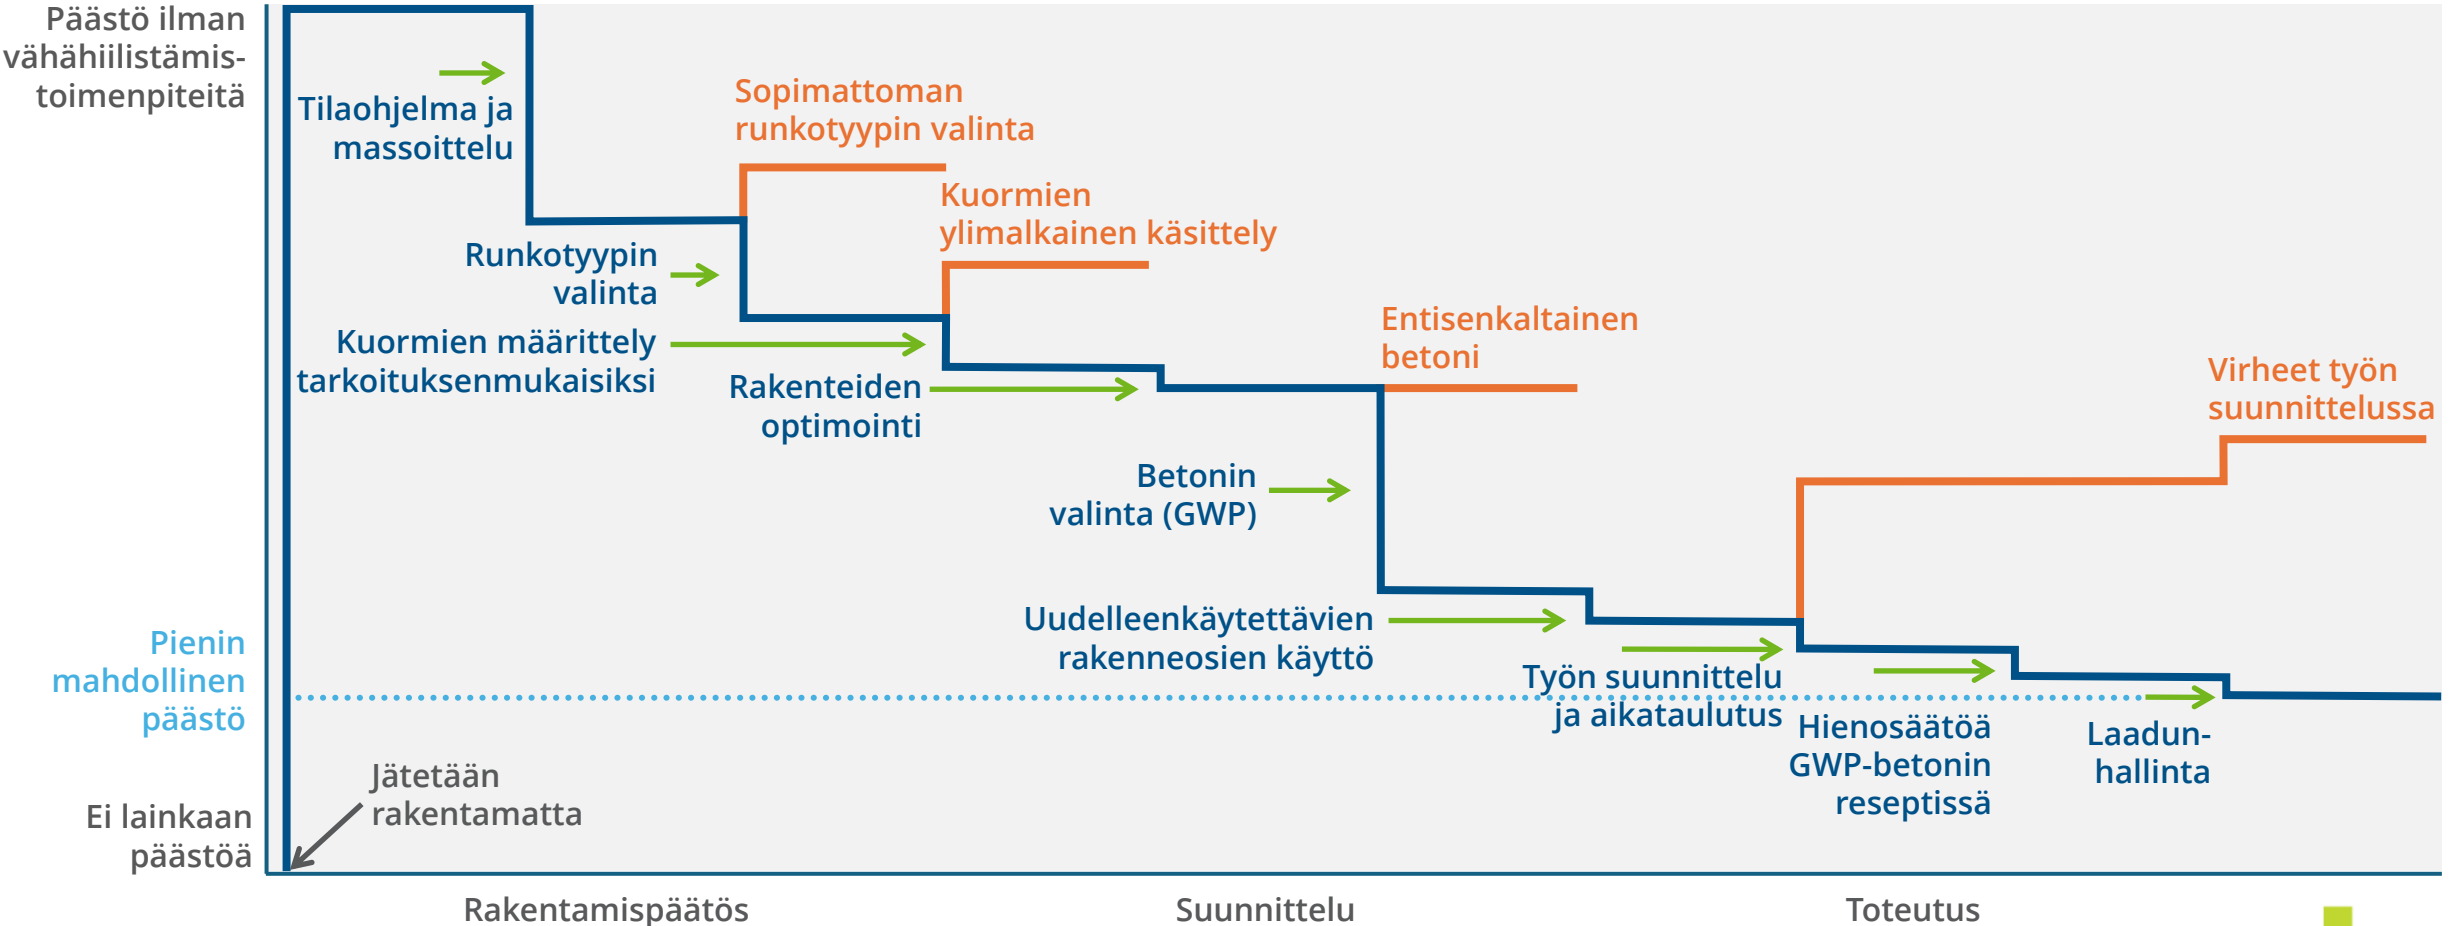 Päästö ilman
vähähiilistämis-
toimenpiteitä
Tilaohjelma ja
massoittelu
Sopimattoman
runkotyypin valinta
Kuormien
ylimalkainen käsittely
Runkotyypin
valinta
Kuormien määrittely
tarkoituksenmukaisiksi
Rakenteiden
optimointi
Entisenkaltainen
betoni
Virheet työn
suunnittelussa
Betonin
valinta (GWP)
Uudelleenkäytettävien
rakenneosien käyttö
Pienin
mahdollinen
päästö
Työn suunnittelu
ja aikataulutus
Hienosäätöä
GWP-betonin
reseptissä
Laadun-
hallinta
Jätetään
rakentamatta
Ei lainkaan
päästöä
Rakentamispäätös
Suunnittelu
Toteutus